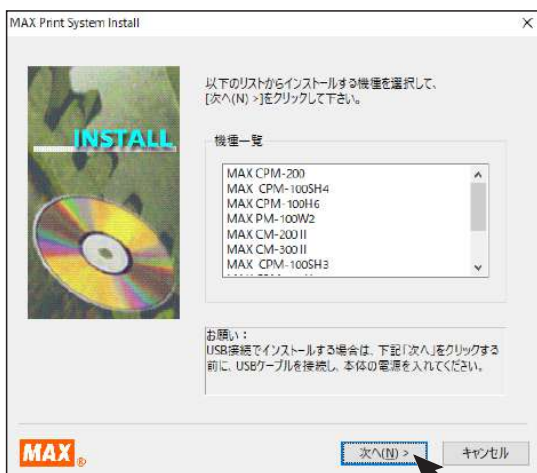 MAX Print System Install
以下のリストからインストールする機種を選択して、
[次へ(N) >]をクリックして下さい。
INSTALL
機種一覧
MAX CPM-200
MAX CPM-100SH4
MAX CPM-100H6
MAX PM-100W2
MAX CM-200II
MAX CM-300II
MAX CPM-100SH3
お願い：
USB接続でインストールする場合は、下記「次へ」をクリックする
前に、USBケーブルを接続し、本体の電源を入れてください。
MAX®
次へ(N) >
キャンセル